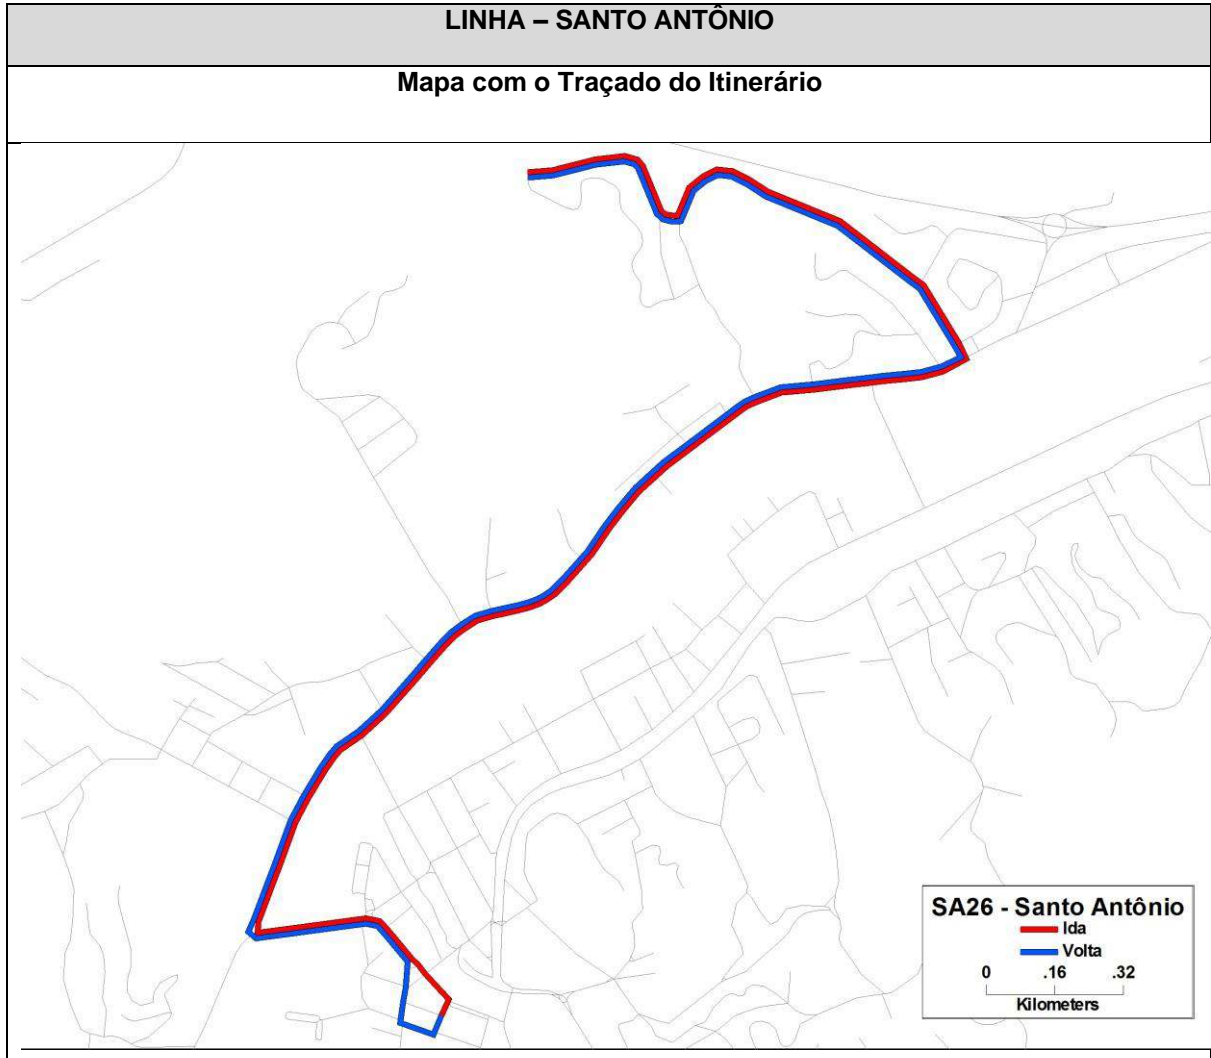 LINHA – SANTO ANTÔNIO
Mapa com o Traçado do Itinerário
SA26 - Santo Antônio
Ida
Volta
0 .16 .32
Kilometers